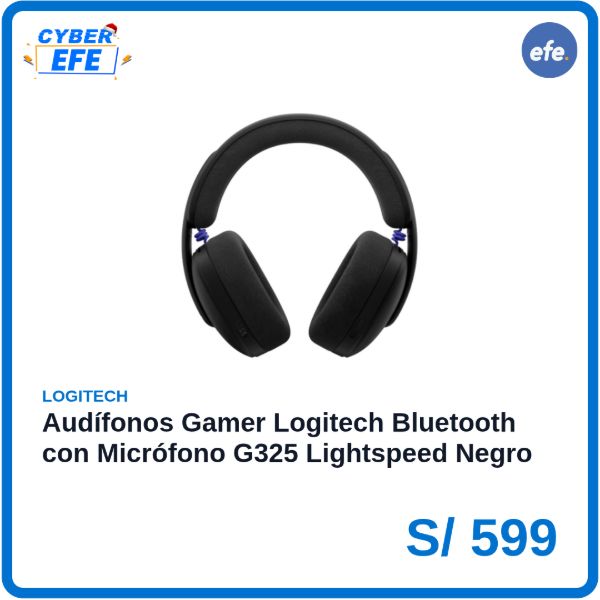 CYBER
EFE
efe.
LOGITECH
Audífonos Gamer Logitech Bluetooth
con Micrófono G325 Lightspeed Negro
S/ 599